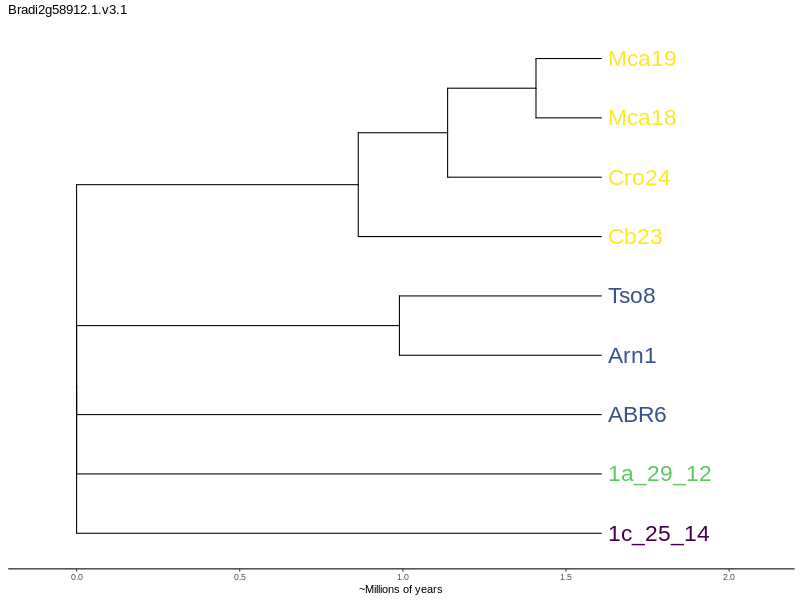 Bradi2g58912.1.v3.1
Mca19
Mca18
Cro24
Cb23
Tso8
Arn1
ABR6
1a_29_12
1c_25_14
0.0 0.5 1.0 1.5 2.0
~Millions of years